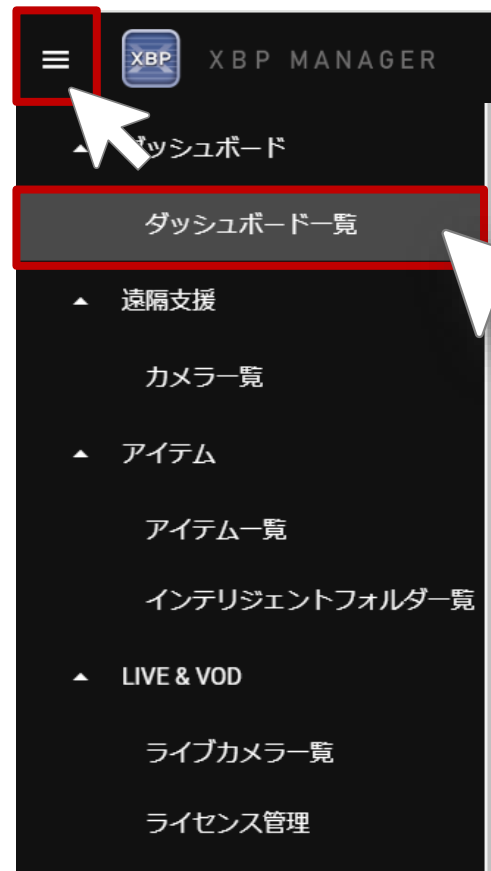 XBP XBP MANAGER
ダッシュボード
ダッシュボード一覧
遠隔支援
カメラ一覧
アイテム
アイテム一覧
インテリジェントフォルダ一覧
LIVE & VOD
ライブカメラ一覧
ライセンス管理